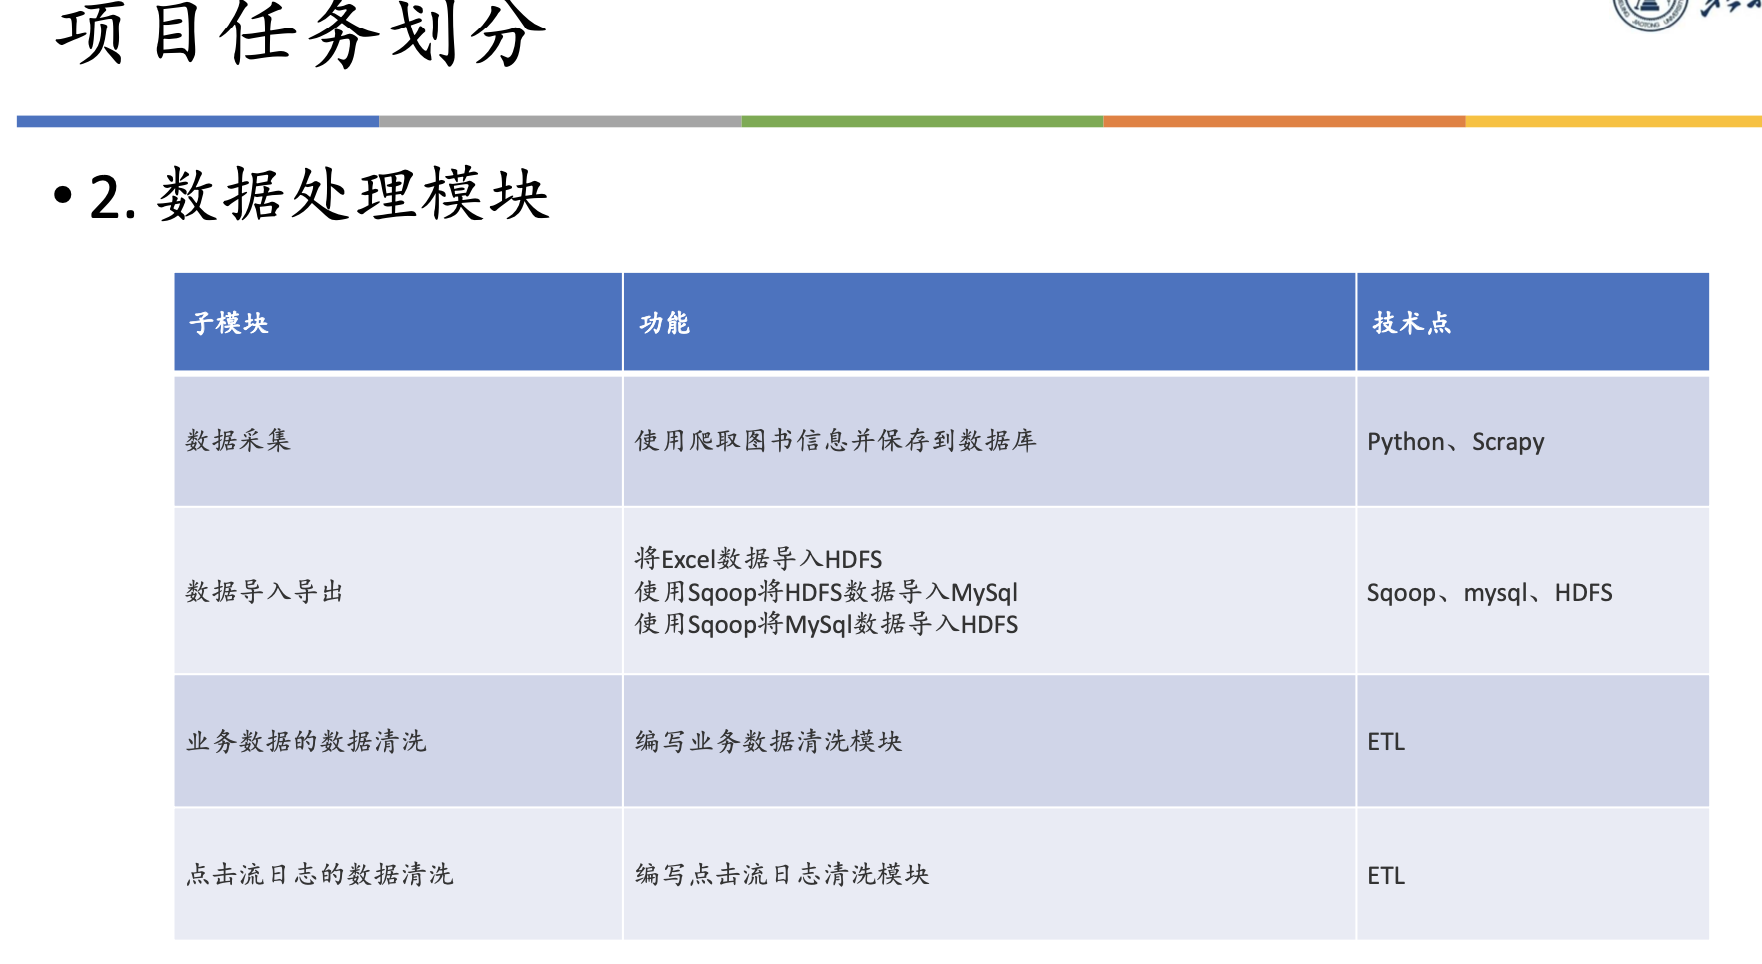 项目任务划分
• 2. 数据处理模块
子模块 功能 技术点
数据采集 使用爬取图书信息并保存到数据库 Python、Scrapy
数据导入导出 将Excel数据导入HDFS
使用Sqoop将HDFS数据导入MySql
使用Sqoop将MySql数据导入HDFS
Sqoop、mysql、HDFS
业务数据的数据清洗 编写业务数据清洗模块 ETL
点击流日志的数据清洗 编写点击流日志清洗模块 ETL